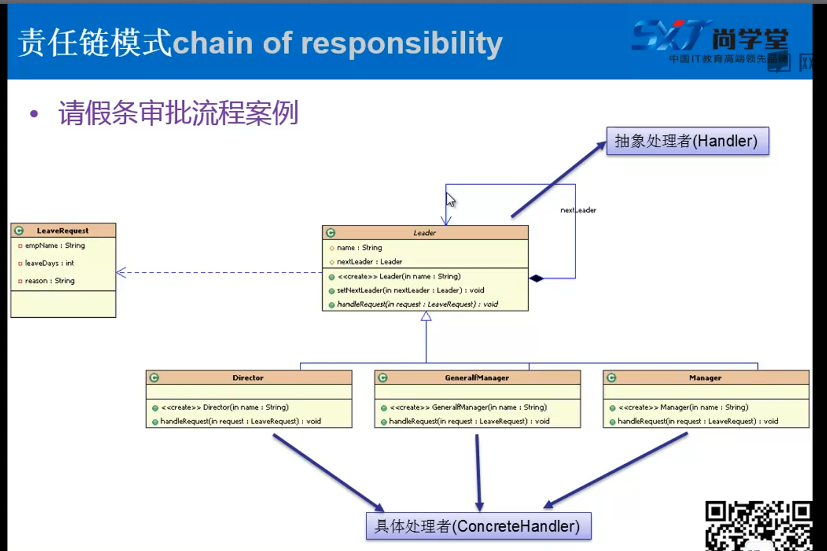 责任链模式chain of responsibility
SXT 尚学堂
中国IT教育高端领先品牌
• 请假条审批流程案例
抽象处理者(Handler)
nextLeader
LeaveRequest
empName : String
leaveDays : int
reason : String
Leader
name : String
nextLeader : Leader
<<create>> Leader(in name : String)
setNextLeader(in nextLeader : Leader) : void
handleRequest(in request : LeaveRequest) : void
Director
<<create>> Director(in name : String)
handleRequest(in request : LeaveRequest) : void
GeneralfManager
<<create>> GeneralfManager(in name : String)
handleRequest(in request : LeaveRequest) : void
Manager
<<create>> Manager(in name : String)
handleRequest(in request : LeaveRequest) : void
具体处理者(ConcreteHandler)